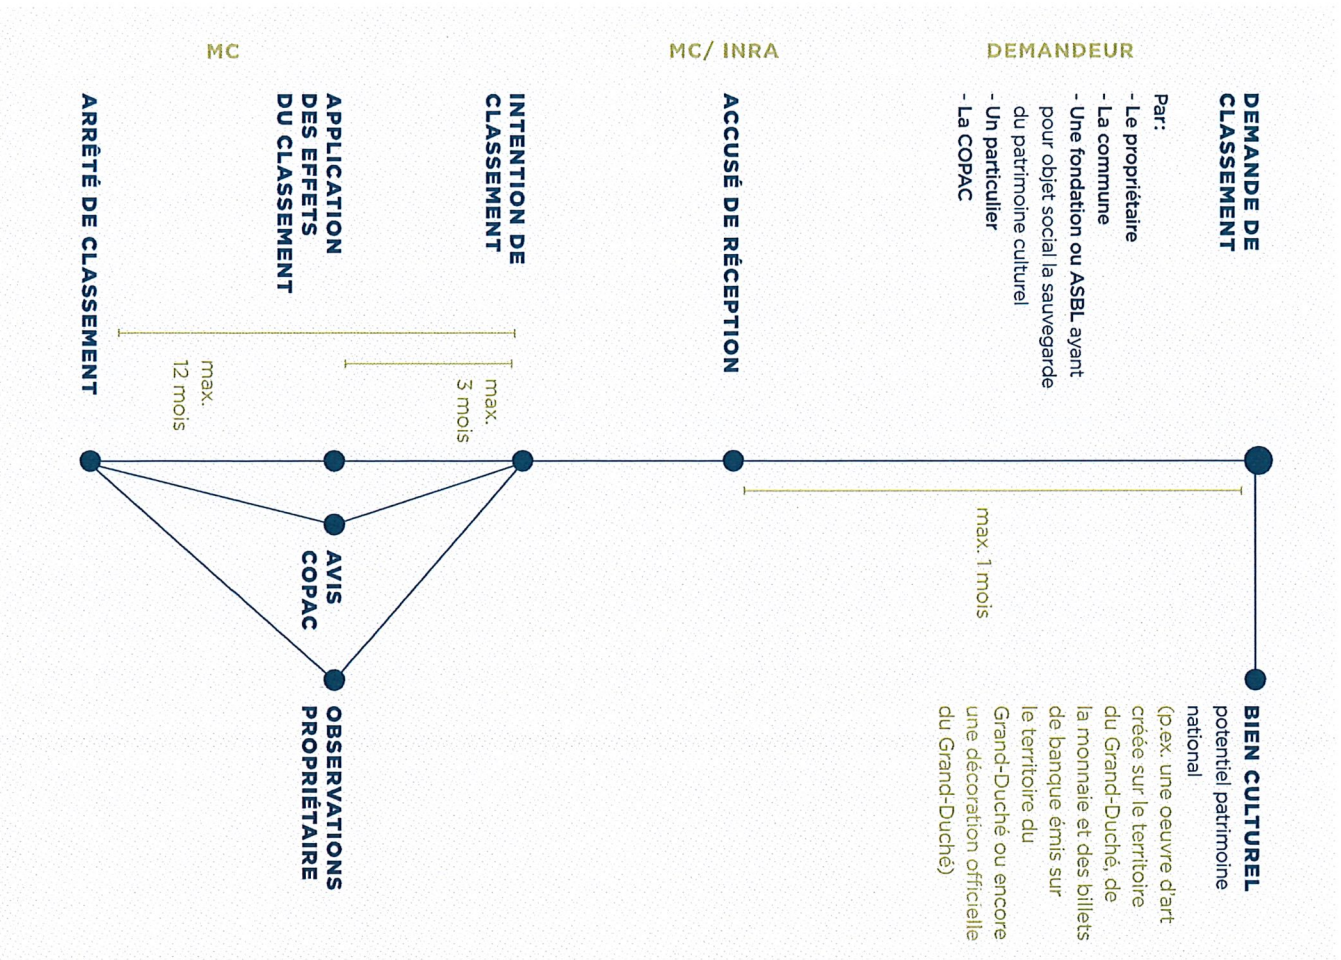 DEMANDEUR
DEMANDE DE
CLASSEMENT
Par:
- Le propriétaire
- La commune
- Une fondation ou ASBL ayant
pour objet social la sauvegarde
du patrimoine culturel
- Un particulier
- La COPAC
BIEN CULTUREL
potentiel patrimoine
national
(p.ex. une oeuvre d'art
créée sur le territoire
du Grand-Duché, de
la monnaie et des billets
de banque émis sur
le territoire du
Grand-Duché ou encore
une décoration officielle
du Grand-Duché)
max. 1 mois
MC/ INRA
ACCUSÉ DE RÉCEPTION
MC
INTENTION DE
CLASSEMENT
max.
3 mois
APPLICATION
DES EFFETS
DU CLASSEMENT
AVIS
COPAC
OBSERVATIONS
PROPRIÉTAIRE
max.
12 mois
ARRÊTÉ DE CLASSEMENT